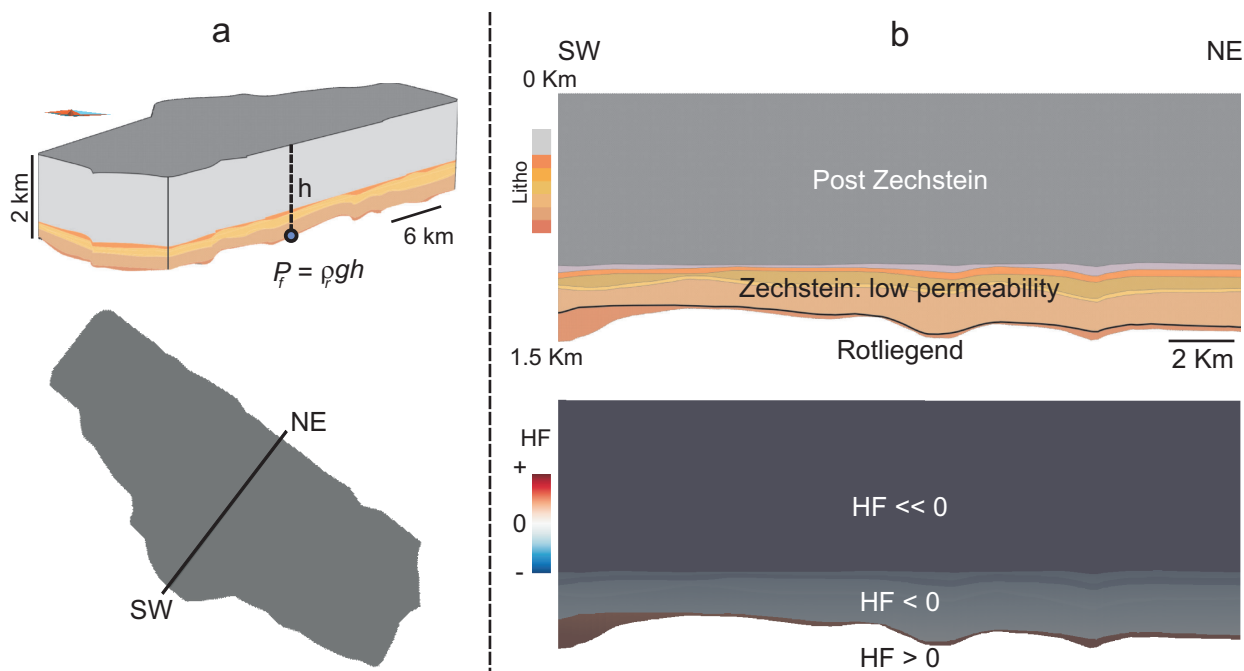 a
2 km
h
6 km
P_f = ρ_r gh
NE
SW
b
SW
NE
0 Km
Litho
Post Zechstein
Zechstein: low permeability
Rotliegend
1.5 Km
2 Km
HF
+
0
-
HF << 0
HF < 0
HF > 0